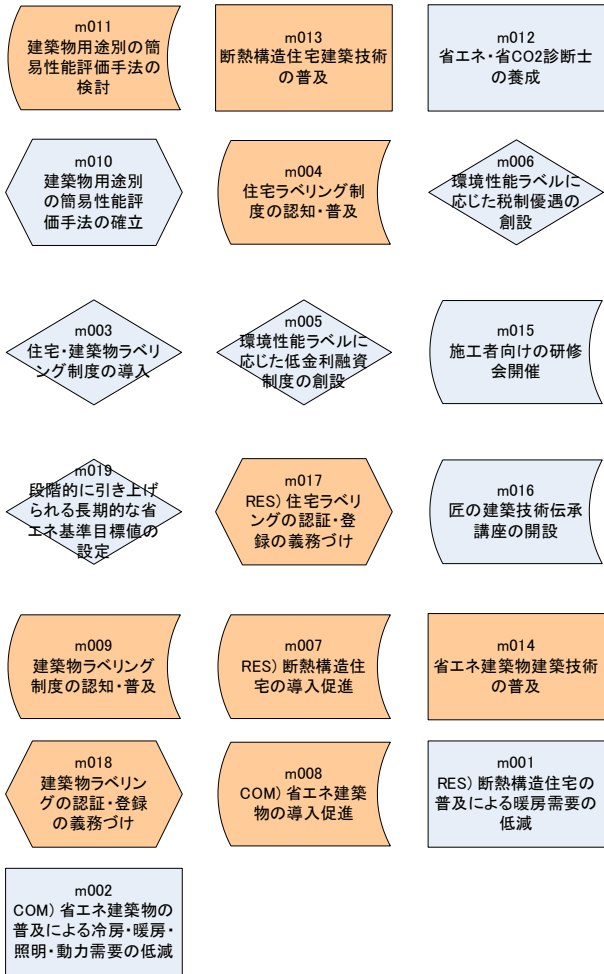 m011
建築物用途別の簡
易性能評価手法の
検討
m013
断熱構造住宅建築技術
の普及
m012
省エネ・省CO2診断士
の養成
m010
建築物用途別
の簡易性能評
価手法の確立
m004
住宅ラベリング制
度の認知・普及
m006
環境性能ラベルに
応じた税制優遇の
創設
m003
住宅・建築物ラベリ
ング制度の導入
m005
環境性能ラベルに
応じた低金利融資
制度の創設
m015
施工者向けの研修
会開催
m019
段階的に引き上げ
られる長期的な省
エネ基準目標値の
設定
m017
RES) 住宅ラベリ
ングの認証・登
録の義務づけ
m016
匠の建築技術伝承
講座の開設
m009
建築物ラベリング
制度の認知・普及
m007
RES) 断熱構造住
宅の導入促進
m014
省エネ建築物建築技術
の普及
m018
建築物ラベリン
グの認証・登録
の義務づけ
m008
COM) 省エネ建築
物の導入促進
m001
RES) 断熱構造住宅の
普及による暖房需要の
低減
m002
COM) 省エネ建築物の
普及による冷房・暖房・
照明・動力需要の低減